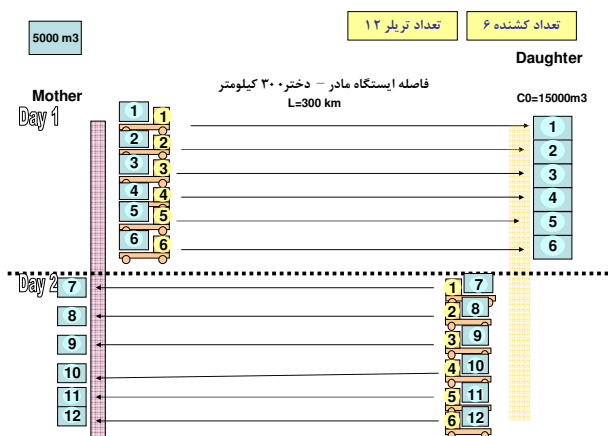 5000 m3
تعداد تریلر ۱۲
تعداد کشنده ۶
Daughter
فاصله ایستگاه مادر – دختر۳۰۰ کیلومتر
L=300 km
Mother
C0=15000m3
Day 1
1 1 1
2 2 2
3 3 3
4 4 4
5 5 5
6 6 6
Day 2
7 1 7
8 2 8
9 3 9
10 4 10
11 5 11
12 6 12